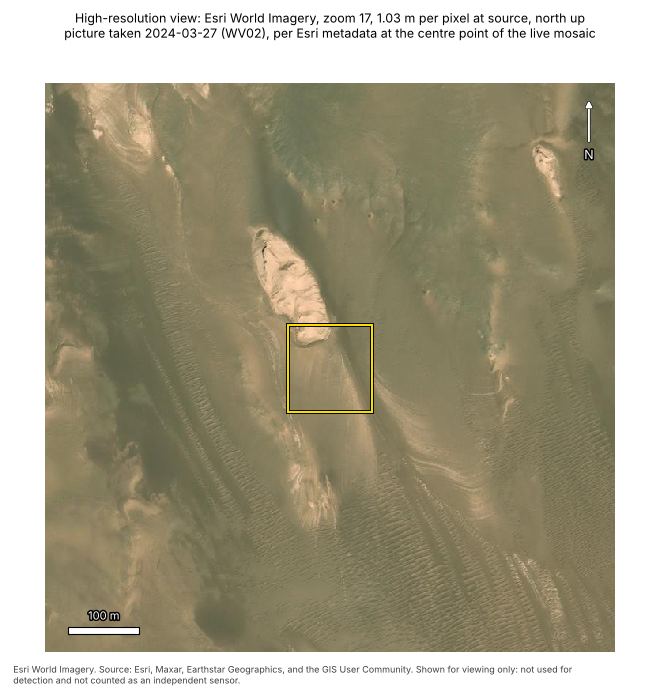 High-resolution view: Esri World Imagery, zoom 17, 1.03 m per pixel at source, north up
picture taken 2024-03-27 (WV02), per Esri metadata at the centre point of the live mosaic
N
100 m
Esri World Imagery. Source: Esri, Maxar, Earthstar Geographics, and the GIS User Community. Shown for viewing only: not used for
detection and not counted as an independent sensor.